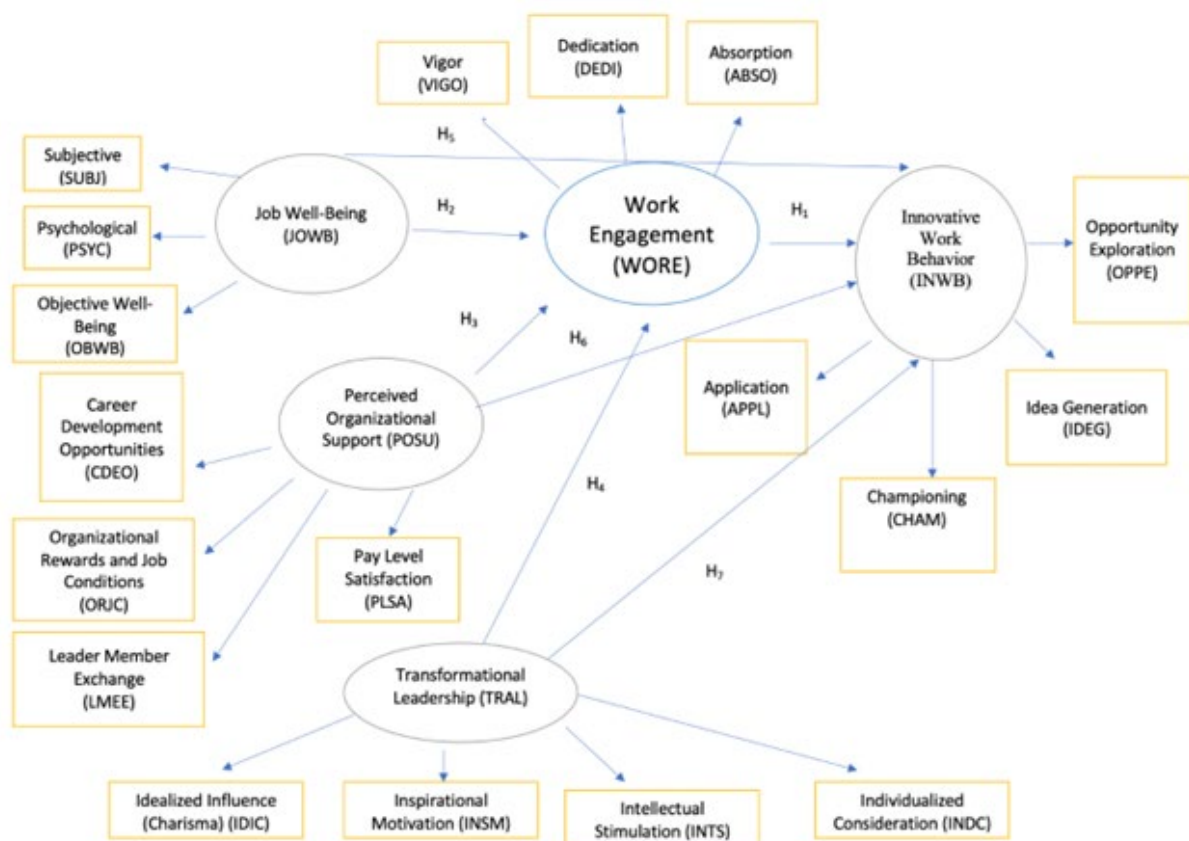 Vigor
(VIGO)
Dedication
(DEDI)
Absorption
(ABSO)
H₅
Subjective
(SUBJ)
Psychological
(PSYC)
Objective Well-
Being
(OBWB)
Job Well-Being
(JOWB)
H₂
Work
Engagement
(WORE)
H₁
Innovative
Work
Behavior
(INWB)
Opportunity
Exploration
(OPPE)
H₃
H₆
Career
Development
Opportunities
(CDEO)
Perceived
Organizational
Support (POSU)
Application
(APPL)
Idea Generation
(IDEG)
H₄
Championing
(CHAM)
Organizational
Rewards and Job
Conditions
(ORJC)
Pay Level
Satisfaction
(PLSA)
H₇
Leader Member
Exchange
(LMEE)
Transformational
Leadership (TRAL)
Idealized Influence
(Charisma) (IDIC)
Inspirational
Motivation (INSM)
Intellectual
Stimulation (INTS)
Individualized
Consideration (INDC)